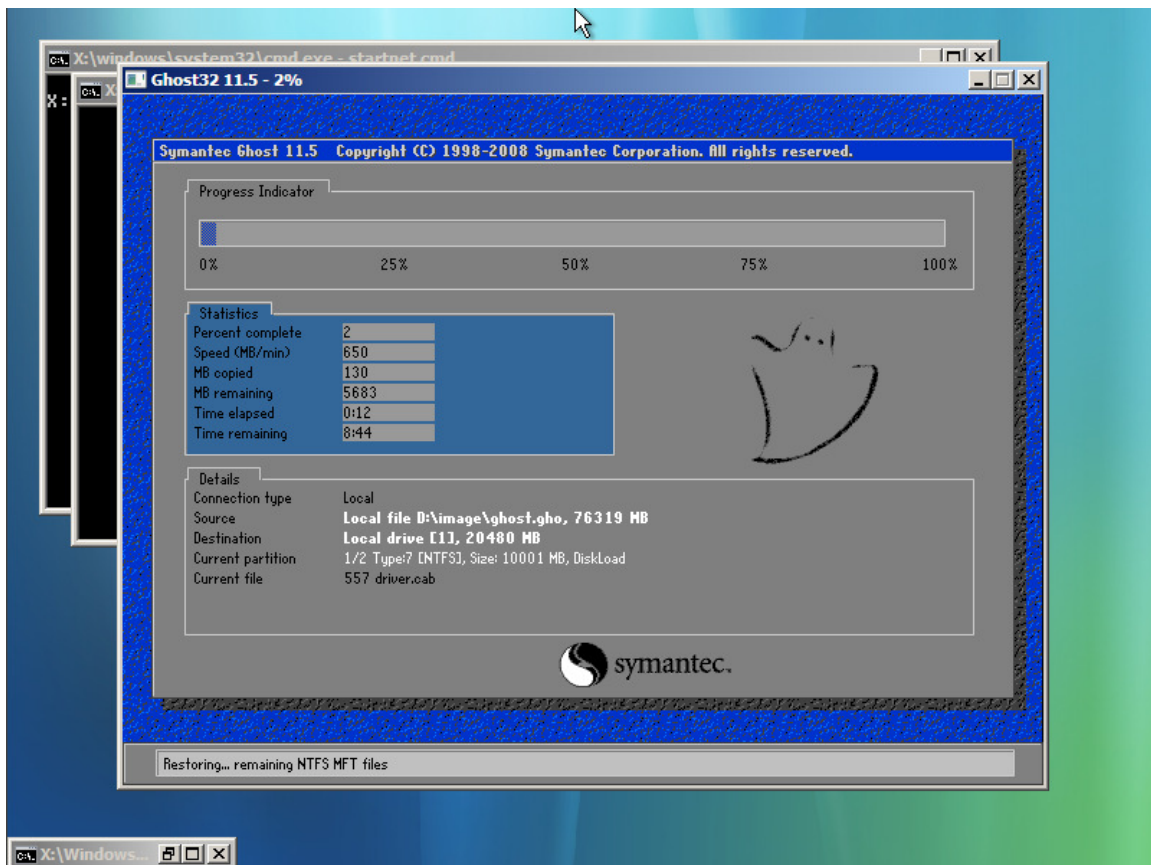 X:\windows\system32\cmd.exe - startnet.cmd
X:
X
Ghost32 11.5 - 2%
Symantec Ghost 11.5   Copyright (C) 1998-2008 Symantec Corporation. All rights reserved.
Progress Indicator
0% 25% 50% 75% 100%
Statistics
Percent complete 2
Speed (MB/min) 650
MB copied 130
MB remaining 5683
Time elapsed 0:12
Time remaining 8:44
Details
Connection type Local
Source Local file D:\image\ghost.gho, 76319 MB
Destination Local drive [1], 20480 MB
Current partition 1/2 Type:7 [NTFS], Size: 10001 MB, DiskLoad
Current file 557 driver.cab
symantec.
Restoring... remaining NTFS MFT files
X:\Windows...